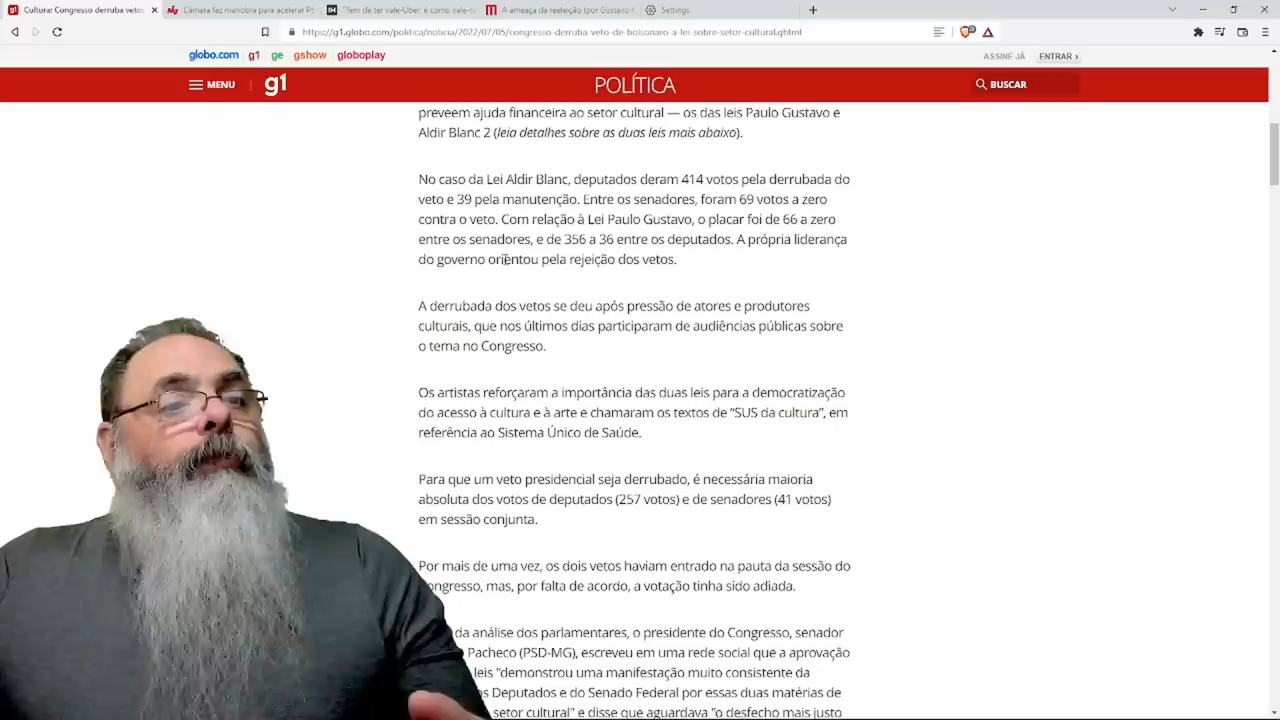 Cultura: Congresso derruba vetos
Câmara faz manobra para acelerar PE
"Tem de ter vale-Uber, é como vale-t
A ameaça da reeleição (por Gustavo K
Settings
https://g1.globo.com/politica/noticia/2022/07/05/congresso-derruba-veto-de-bolsonaro-a-lei-sobre-setor-cultural.ghtml
globo.com g1 ge gshow globoplay
ASSINE JÁ ENTRAR ›
MENU g1 POLÍTICA BUSCAR
preveem ajuda financeira ao setor cultural — os das leis Paulo Gustavo e
Aldir Blanc 2 (leia detalhes sobre as duas leis mais abaixo).
No caso da Lei Aldir Blanc, deputados deram 414 votos pela derrubada do
veto e 39 pela manutenção. Entre os senadores, foram 69 votos a zero
contra o veto. Com relação à Lei Paulo Gustavo, o placar foi de 66 a zero
entre os senadores, e de 356 a 36 entre os deputados. A própria liderança
do governo orientou pela rejeição dos vetos.
A derrubada dos vetos se deu após pressão de atores e produtores
culturais, que nos últimos dias participaram de audiências públicas sobre
o tema no Congresso.
Os artistas reforçaram a importância das duas leis para a democratização
do acesso à cultura e à arte e chamaram os textos de “SUS da cultura”, em
referência ao Sistema Único de Saúde.
Para que um veto presidencial seja derrubado, é necessária maioria
absoluta dos votos de deputados (257 votos) e de senadores (41 votos)
em sessão conjunta.
Por mais de uma vez, os dois vetos haviam entrado na pauta da sessão do
ongresso, mas, por falta de acordo, a votação tinha sido adiada.
da análise dos parlamentares, o presidente do Congresso, senador
Pacheco (PSD-MG), escreveu em uma rede social que a aprovação
leis "demonstrou uma manifestação muito consistente da
s Deputados e do Senado Federal por essas duas matérias de
setor cultural" e disse que aguardava "o desfecho mais justo